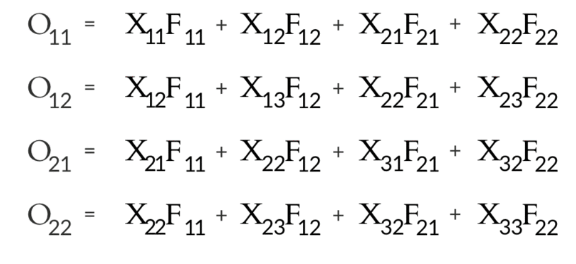 O₁₁ = X₁₁F₁₁ + X₁₂F₁₂ + X₂₁F₂₁ + X₂₂F₂₂
O₁₂ = X₁₂F₁₁ + X₁₃F₁₂ + X₂₂F₂₁ + X₂₃F₂₂
O₂₁ = X₂₁F₁₁ + X₂₂F₁₂ + X₃₁F₂₁ + X₃₂F₂₂
O₂₂ = X₂₂F₁₁ + X₂₃F₁₂ + X₃₂F₂₁ + X₃₃F₂₂